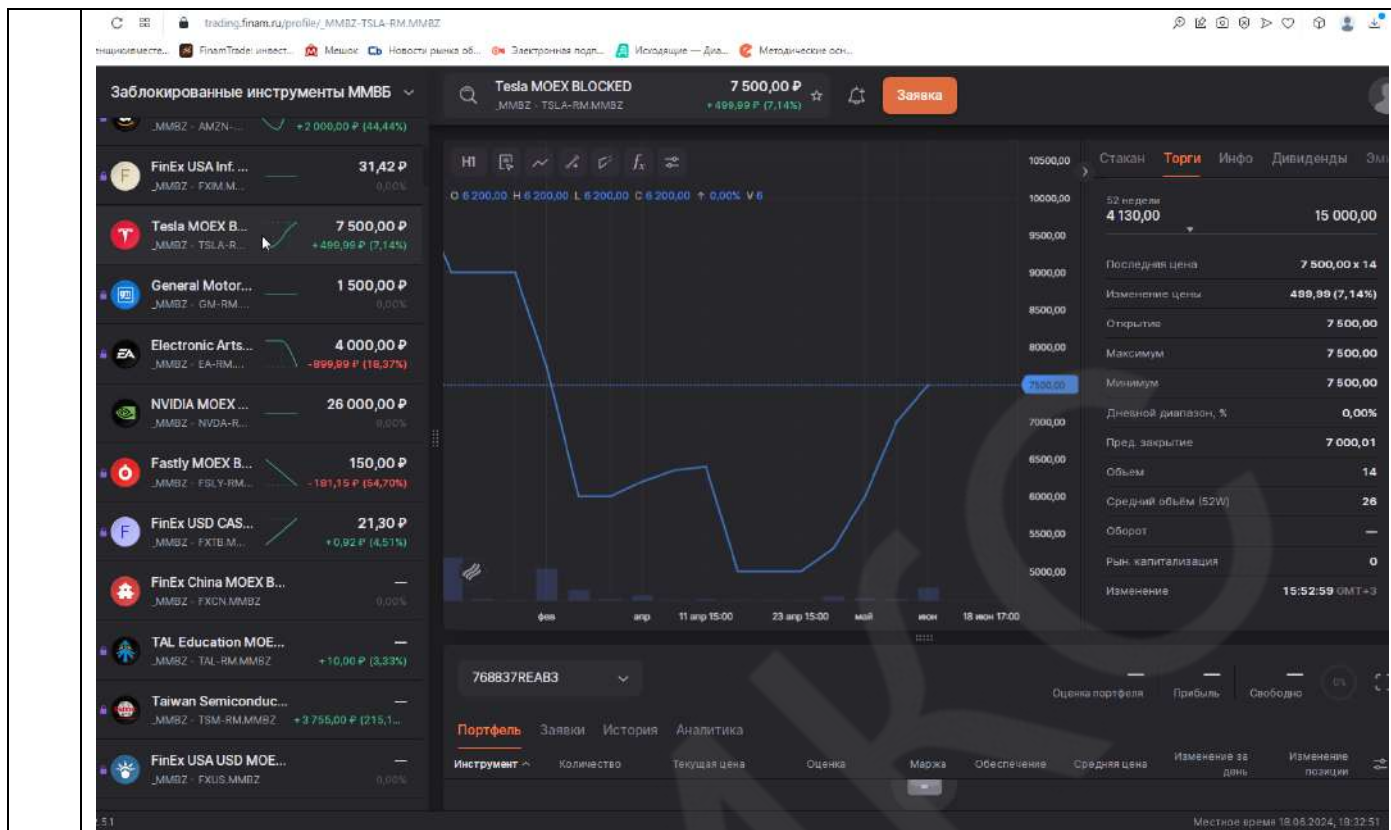 trading.finam.ru/profile/_MMBZ-TSLA-RM.MMBZ
FinamTrade: инвест... Мешок Новости рынка об... Электронная подп... Исходящие — Диа... Методические осн...
Заблокированные инструменты ММВБ
_MMBZ - AMZN-... +2 000,00 ₽ (44,44%)
FinEx USA Inf. ... 31,42 ₽
_MMBZ - FXIM.M... 0,00%
Tesla MOEX B... 7 500,00 ₽
_MMBZ - TSLA-R... +499,99 ₽ (7,14%)
General Motor... 1 500,00 ₽
_MMBZ - GM-RM.... 0,00%
Electronic Arts... 4 000,00 ₽
_MMBZ - EA-RM.... -899,99 ₽ (18,37%)
NVIDIA MOEX ... 26 000,00 ₽
_MMBZ - NVDA-R... 0,00%
Fastly MOEX B... 150,00 ₽
_MMBZ - FSLY-RM... -181,15 ₽ (54,70%)
FinEx USD CAS... 21,30 ₽
_MMBZ - FXTB.M... +0,92 ₽ (4,51%)
FinEx China MOEX B... —
_MMBZ - FXCN.MMBZ 0,00%
TAL Education MOE... —
_MMBZ - TAL-RM.MMBZ +10,00 ₽ (3,33%)
Taiwan Semiconduc... —
_MMBZ - TSM-RM.MMBZ +3 755,00 ₽ (215,1...
FinEx USA USD MOE... —
_MMBZ - FXUS.MMBZ 0,00%
Tesla MOEX BLOCKED 7 500,00 ₽
_MMBZ - TSLA-RM.MMBZ +499,99 ₽ (7,14%)
Заявка
H1
O 6 200,00 H 6 200,00 L 6 200,00 C 6 200,00 0,00% V 6
10500,00
10000,00
9500,00
9000,00
8500,00
8000,00
7500,00
7000,00
6500,00
6000,00
5500,00
5000,00
фев апр 11 апр 15:00 23 апр 15:00 май июн 18 июн 17:00
Стакан Торги Инфо Дивиденды
52 недели
4 130,00 15 000,00
Последняя цена 7 500,00 x 14
Изменение цены 499,99 (7,14%)
Открытие 7 500,00
Максимум 7 500,00
Минимум 7 500,00
Дневной диапазон, % 0,00%
Пред. закрытие 7 000,01
Объем 14
Средний объём (52W) 26
Оборот —
Рын. капитализация 0
Изменение 15:52:59 GMT+3
768837REAB3
Оценка портфеля Прибыль Свободно 0%
Портфель Заявки История Аналитика
Инструмент Количество Текущая цена Оценка Маржа Обеспечение Средняя цена Изменение за день Изменение позиции
Местное время 18.06.2024, 19:32:51